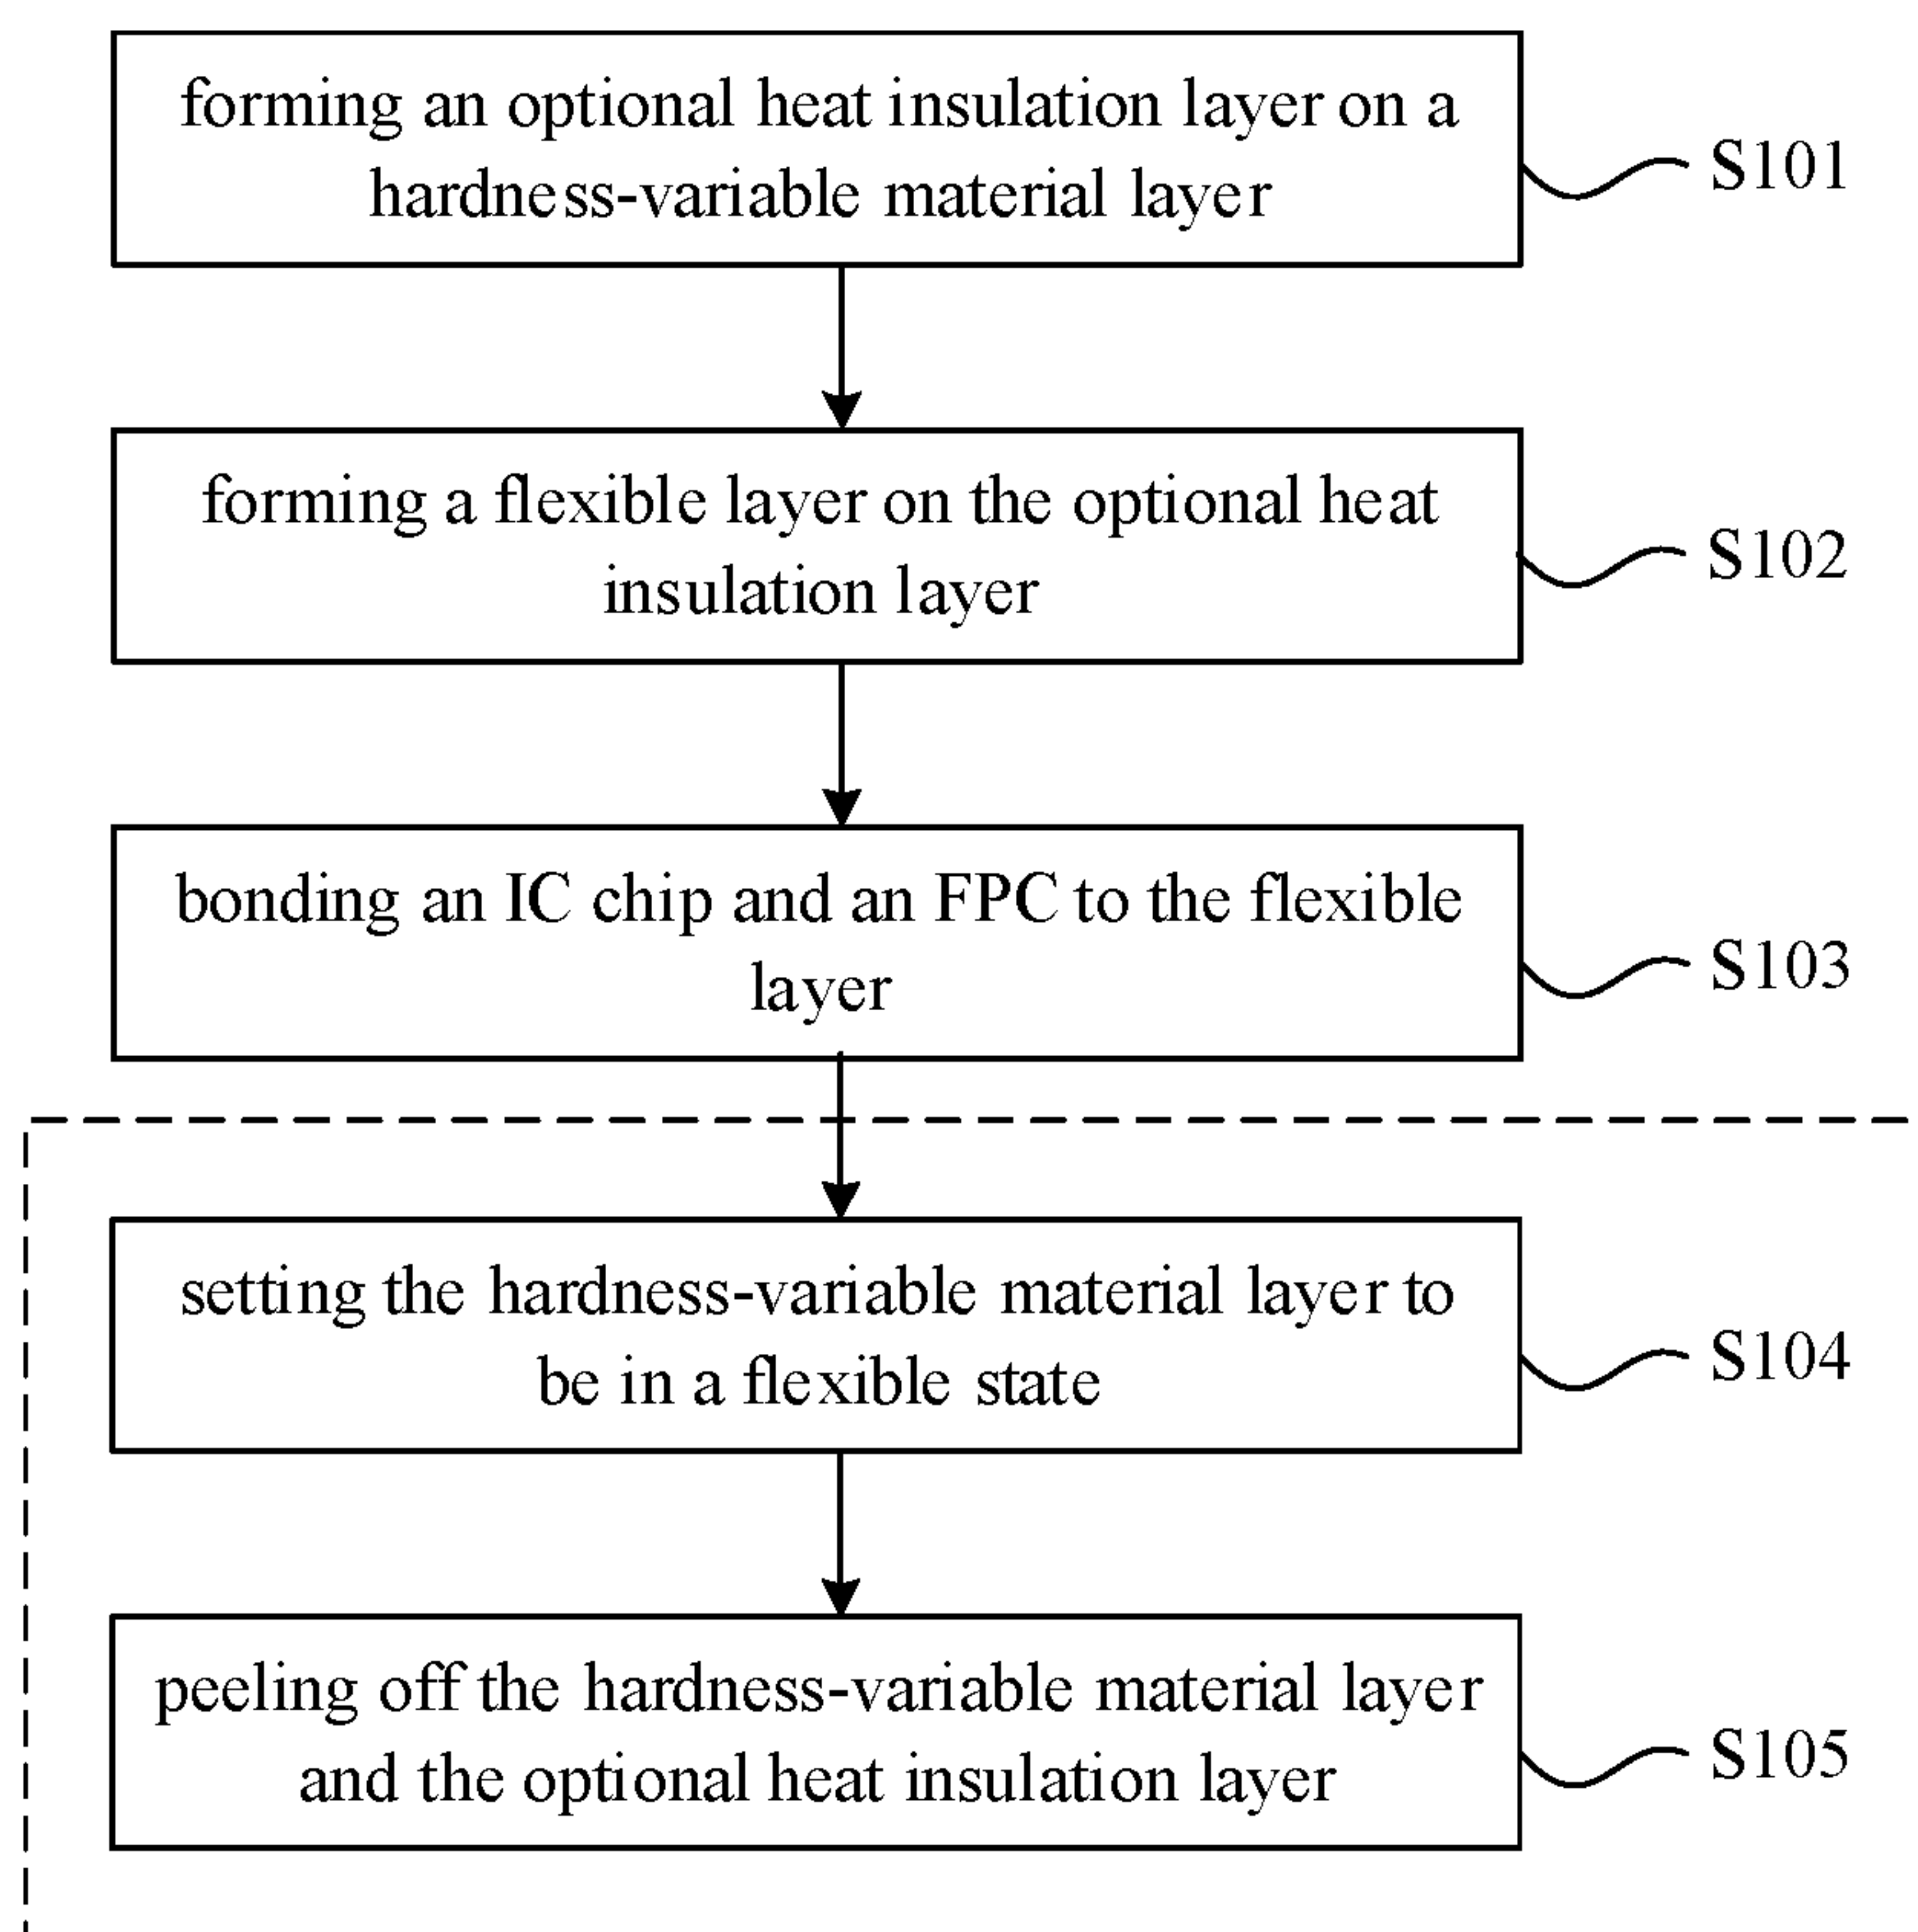 forming an optional heat insulation layer on a
hardness-variable material layer
S101
forming a flexible layer on the optional heat
insulation layer
S102
bonding an IC chip and an FPC to the flexible
layer
S103
setting the hardness-variable material layer to
be in a flexible state
S104
peeling off the hardness-variable material layer
and the optional heat insulation layer
S105